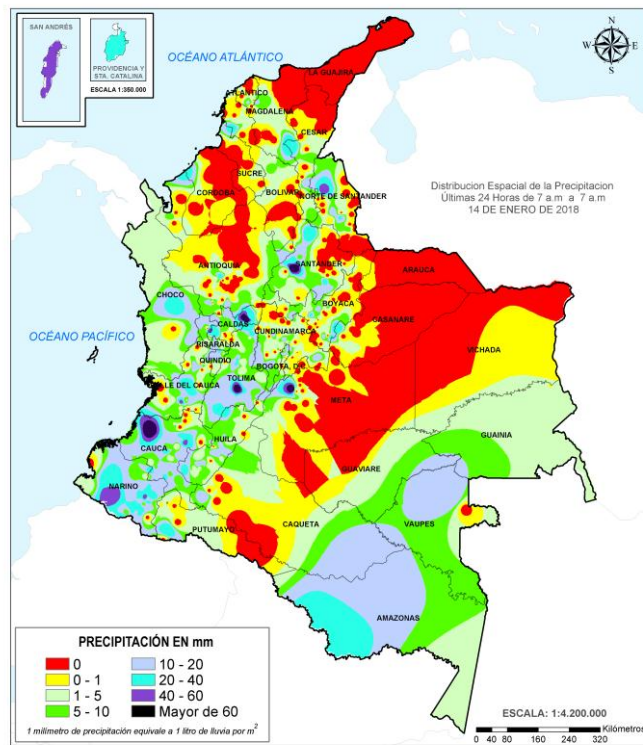 SAN ANDRÉS
PROVIDENCIA Y
STA. CATALINA
ESCALA 1:350.000
OCÉANO ATLÁNTICO
N
W E
S
LA GUAJIRA
ATLANTICO
MAGDALENA
CESAR
SUCRE
CORDOBA
BOLIVAR
NORTE DE SANTANDER
Distribucion Espacial de la Precipitacion
Últimas 24 Horas de 7 a.m a 7 a.m
14 DE ENERO DE 2018
ANTIOQUIA
SANTANDER
ARAUCA
CHOCO
BOYACA
CASANARE
OCÉANO PACÍFICO
CALDAS
CUNDINAMARCA
RISARALDA
VICHADA
QUINDIO
BOGOTA, D.C.
VALLE DEL CAUCA
TOLIMA
META
GUAINIA
CAUCA
HUILA
GUAVIARE
NARINO
PUTUMAYO
CAQUETA
VAUPES
AMAZONAS
PRECIPITACIÓN EN mm
0
0 - 1
1 - 5
5 - 10
10 - 20
20 - 40
40 - 60
Mayor de 60
1 milimetro de precipitación equivale a 1 litro de lluvia por m²
ESCALA: 1:4.200.000
Kilómetros
0 40 80 160 240 320